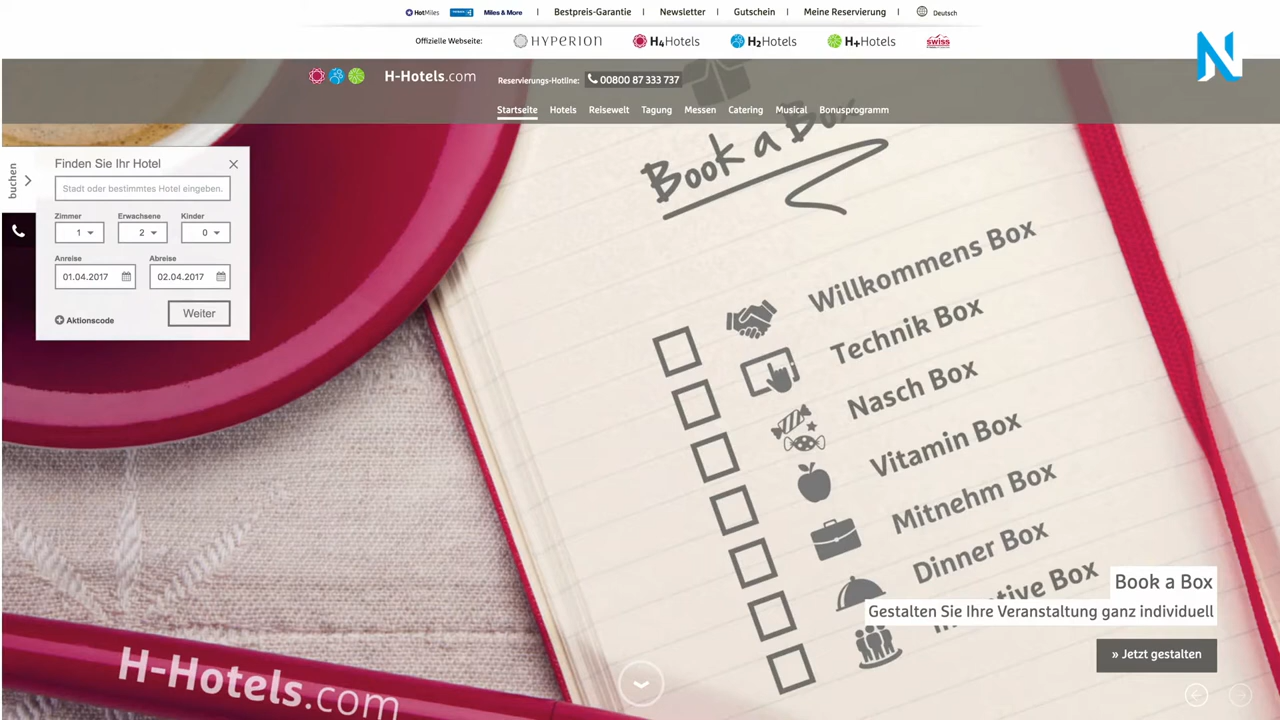 HotMiles Miles & More Bestpreis-Garantie Newsletter Gutschein Meine Reservierung Deutsch
Offizielle Webseite: HYPERION H4Hotels H2Hotels H+Hotels swiss
H-Hotels.com Reservierungs-Hotline: 00800 87 333 737
Startseite Hotels Reisewelt Tagung Messen Catering Musical Bonusprogramm
buchen
Finden Sie Ihr Hotel
Stadt oder bestimmtes Hotel eingeben.
Zimmer Erwachsene Kinder
1 2 0
Anreise Abreise
01.04.2017 02.04.2017
Aktionscode Weiter
Book a Box
Willkommens Box
Technik Box
Nasch Box
Vitamin Box
Mitnehm Box
Dinner Box
Box
Book a Box
Gestalten Sie Ihre Veranstaltung ganz individuell
» Jetzt gestalten
H-Hotels.com
N